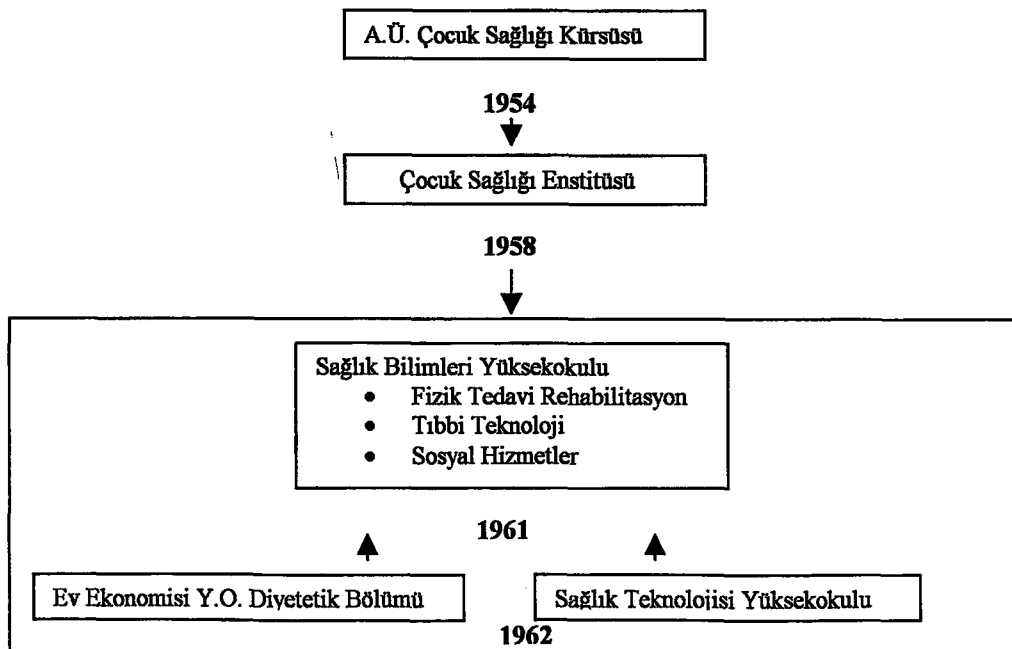 A.Ü. Çocuk Sağlığı Kürsüsü
1954
Çocuk Sağlığı Enstitüsü
1958
Sağlık Bilimleri Yüksekokulu
• Fizik Tedavi Rehabilitasyon
• Tıbbi Teknoloji
• Sosyal Hizmetler
1961
Ev Ekonomisi Y.O. Diyetetik Bölümü
Sağlık Teknolojisi Yüksekokulu
1962